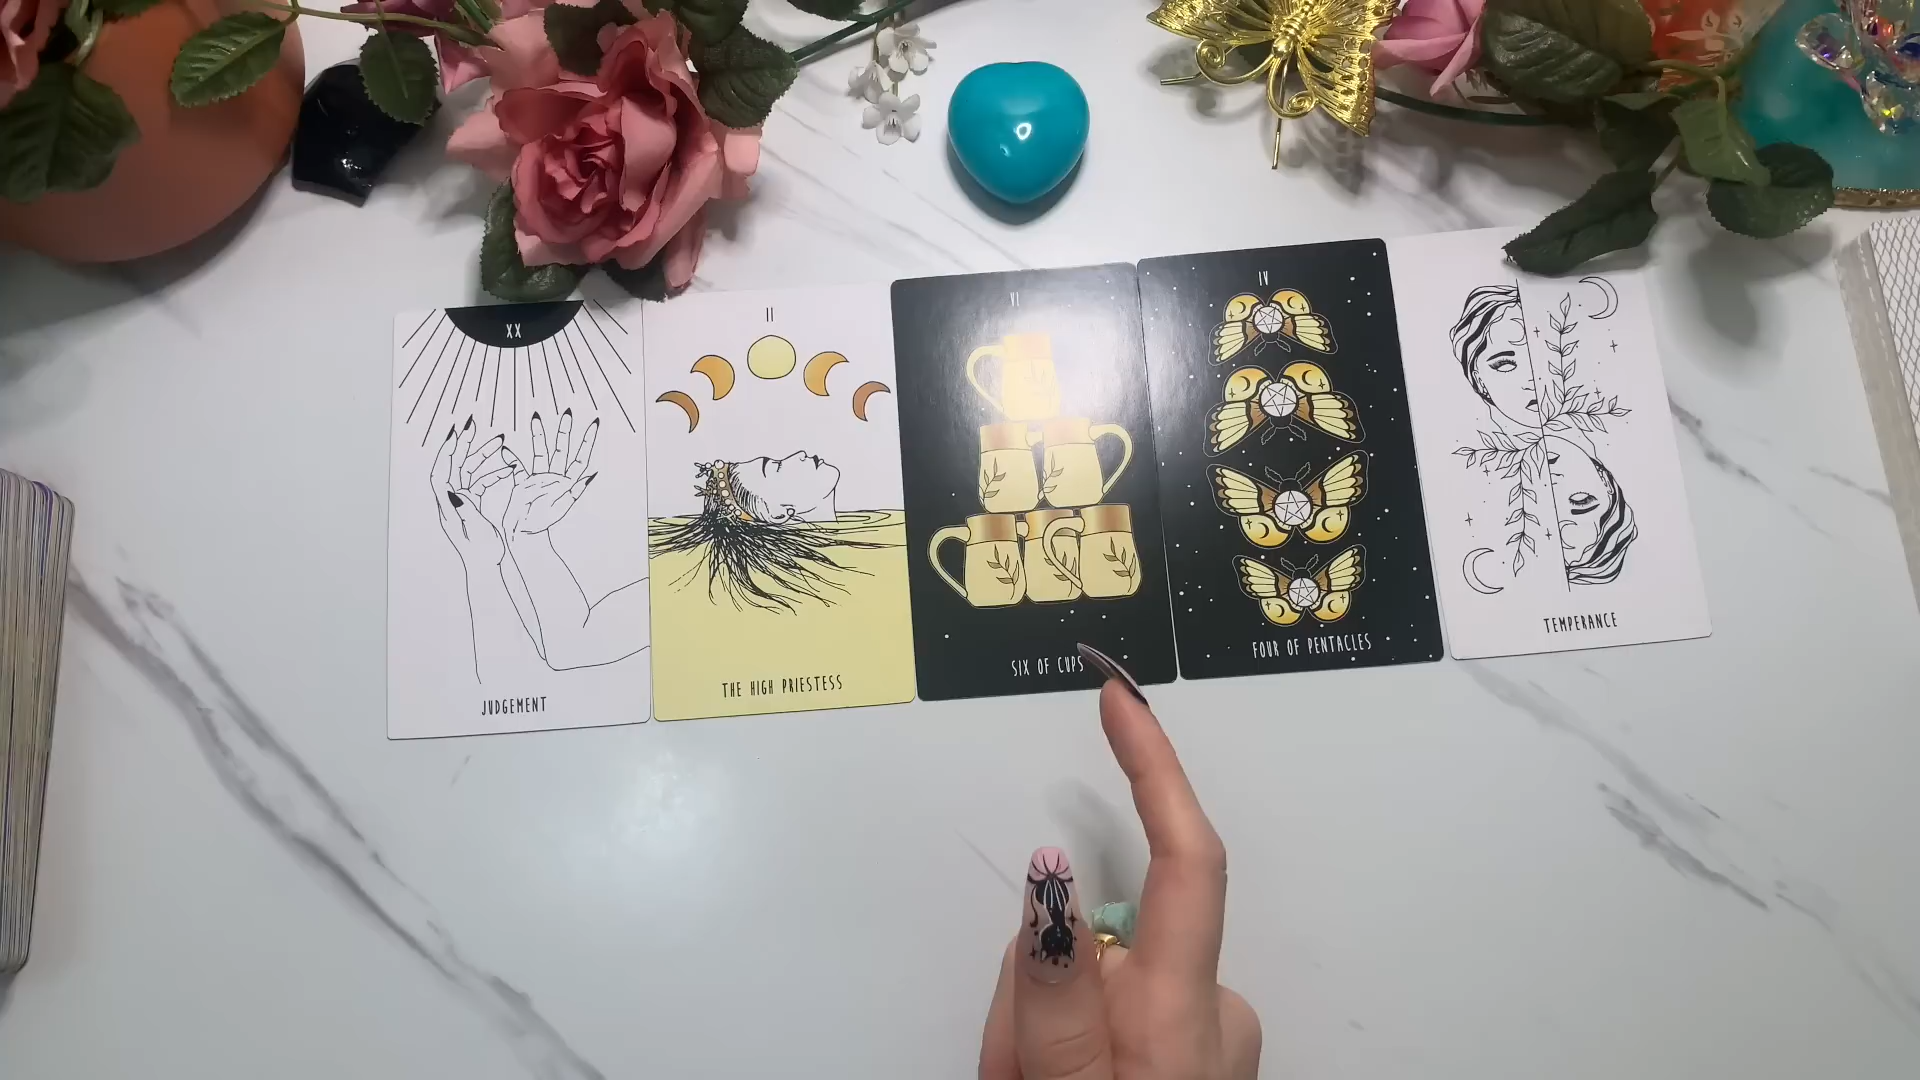 XX
JUDGEMENT
II
THE HIGH PRIESTESS
VI
SIX OF CUPS
IV
FOUR OF PENTACLES
TEMPERANCE